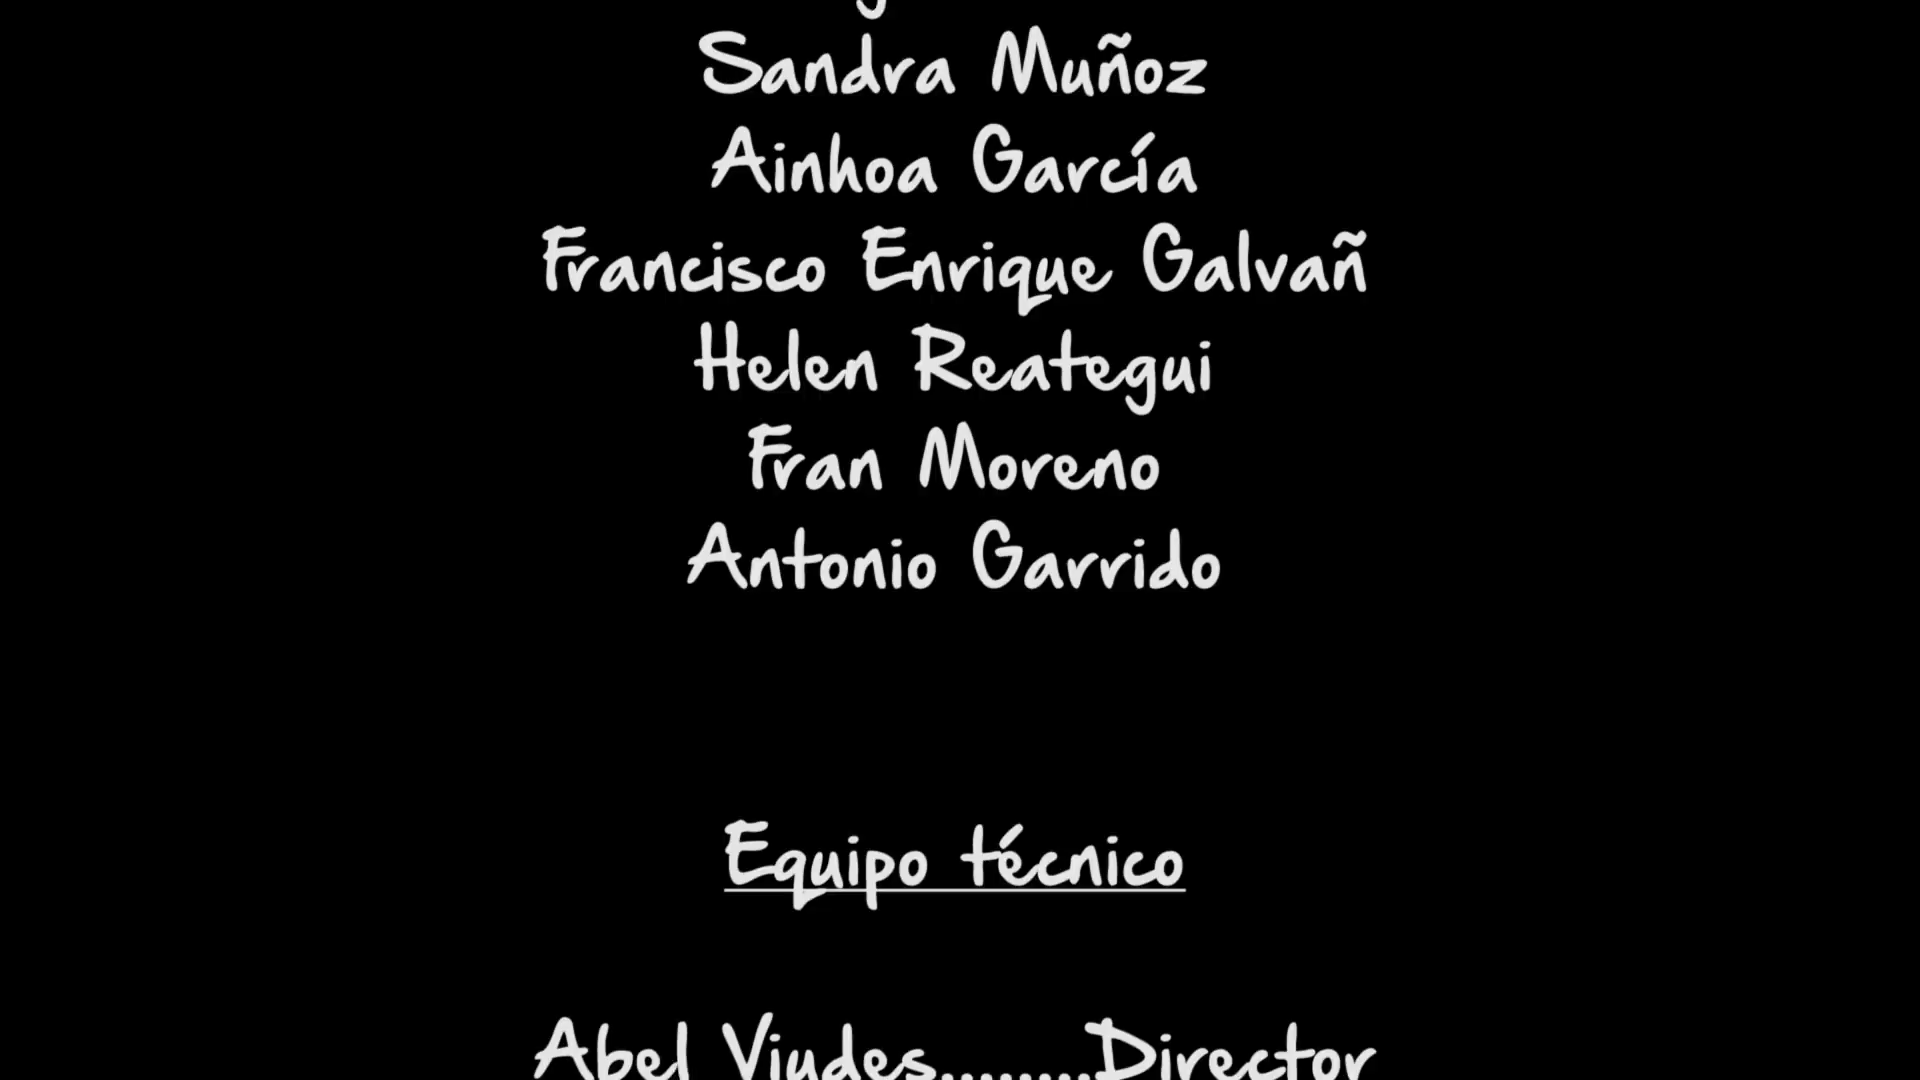 Sandra Muñoz
Ainhoa García
Francisco Enrique Galvañ
Helen Reategui
Fran Moreno
Antonio Garrido
Equipo técnico
Abel Viudes........Director